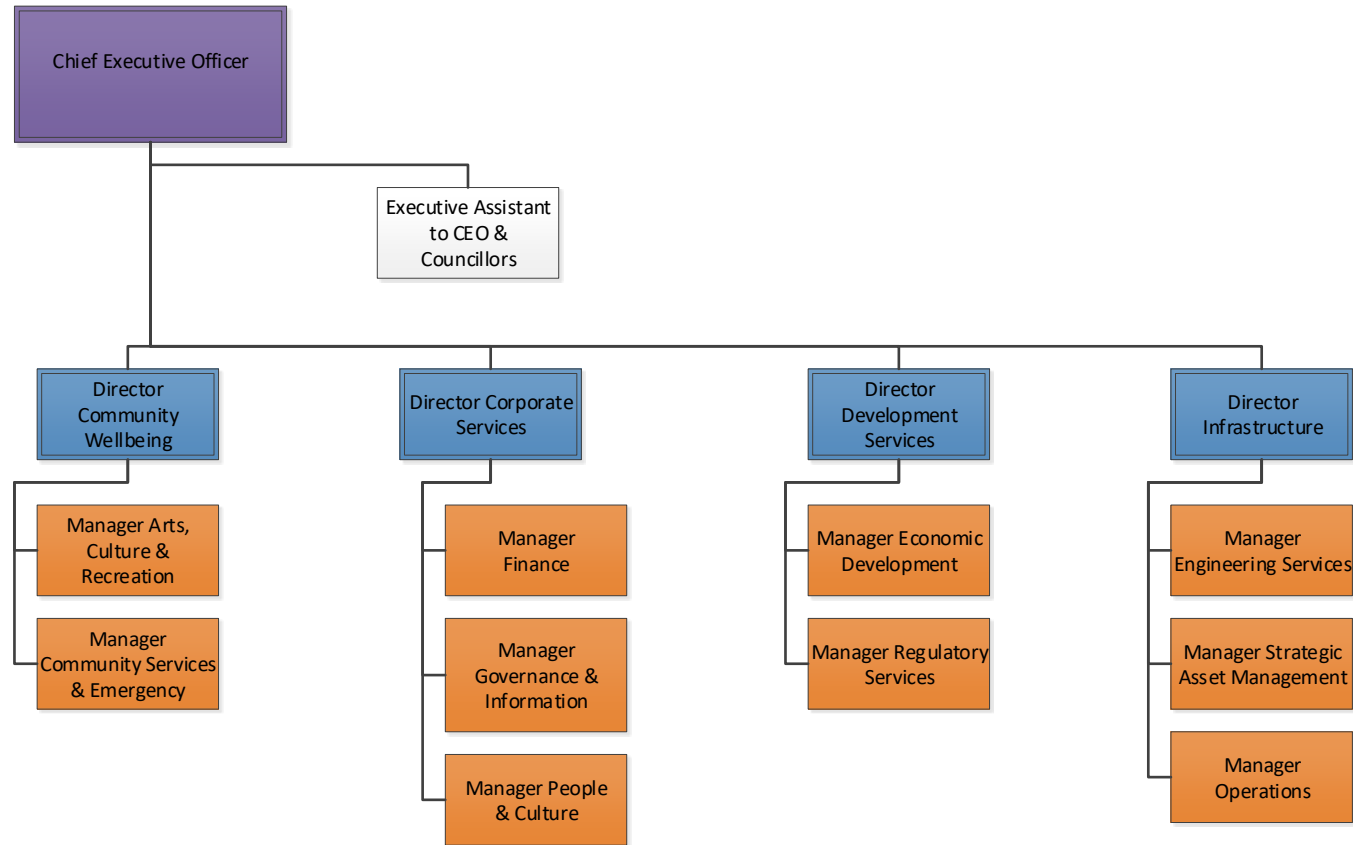 Chief Executive Officer
Executive Assistant
to CEO &
Councillors
Director
Community
Wellbeing
Director Corporate
Services
Director
Development
Services
Director
Infrastructure
Manager Arts,
Culture &
Recreation
Manager
Finance
Manager Economic
Development
Manager
Engineering Services
Manager
Community Services
& Emergency
Manager
Governance &
Information
Manager Regulatory
Services
Manager Strategic
Asset Management
Manager People
& Culture
Manager
Operations